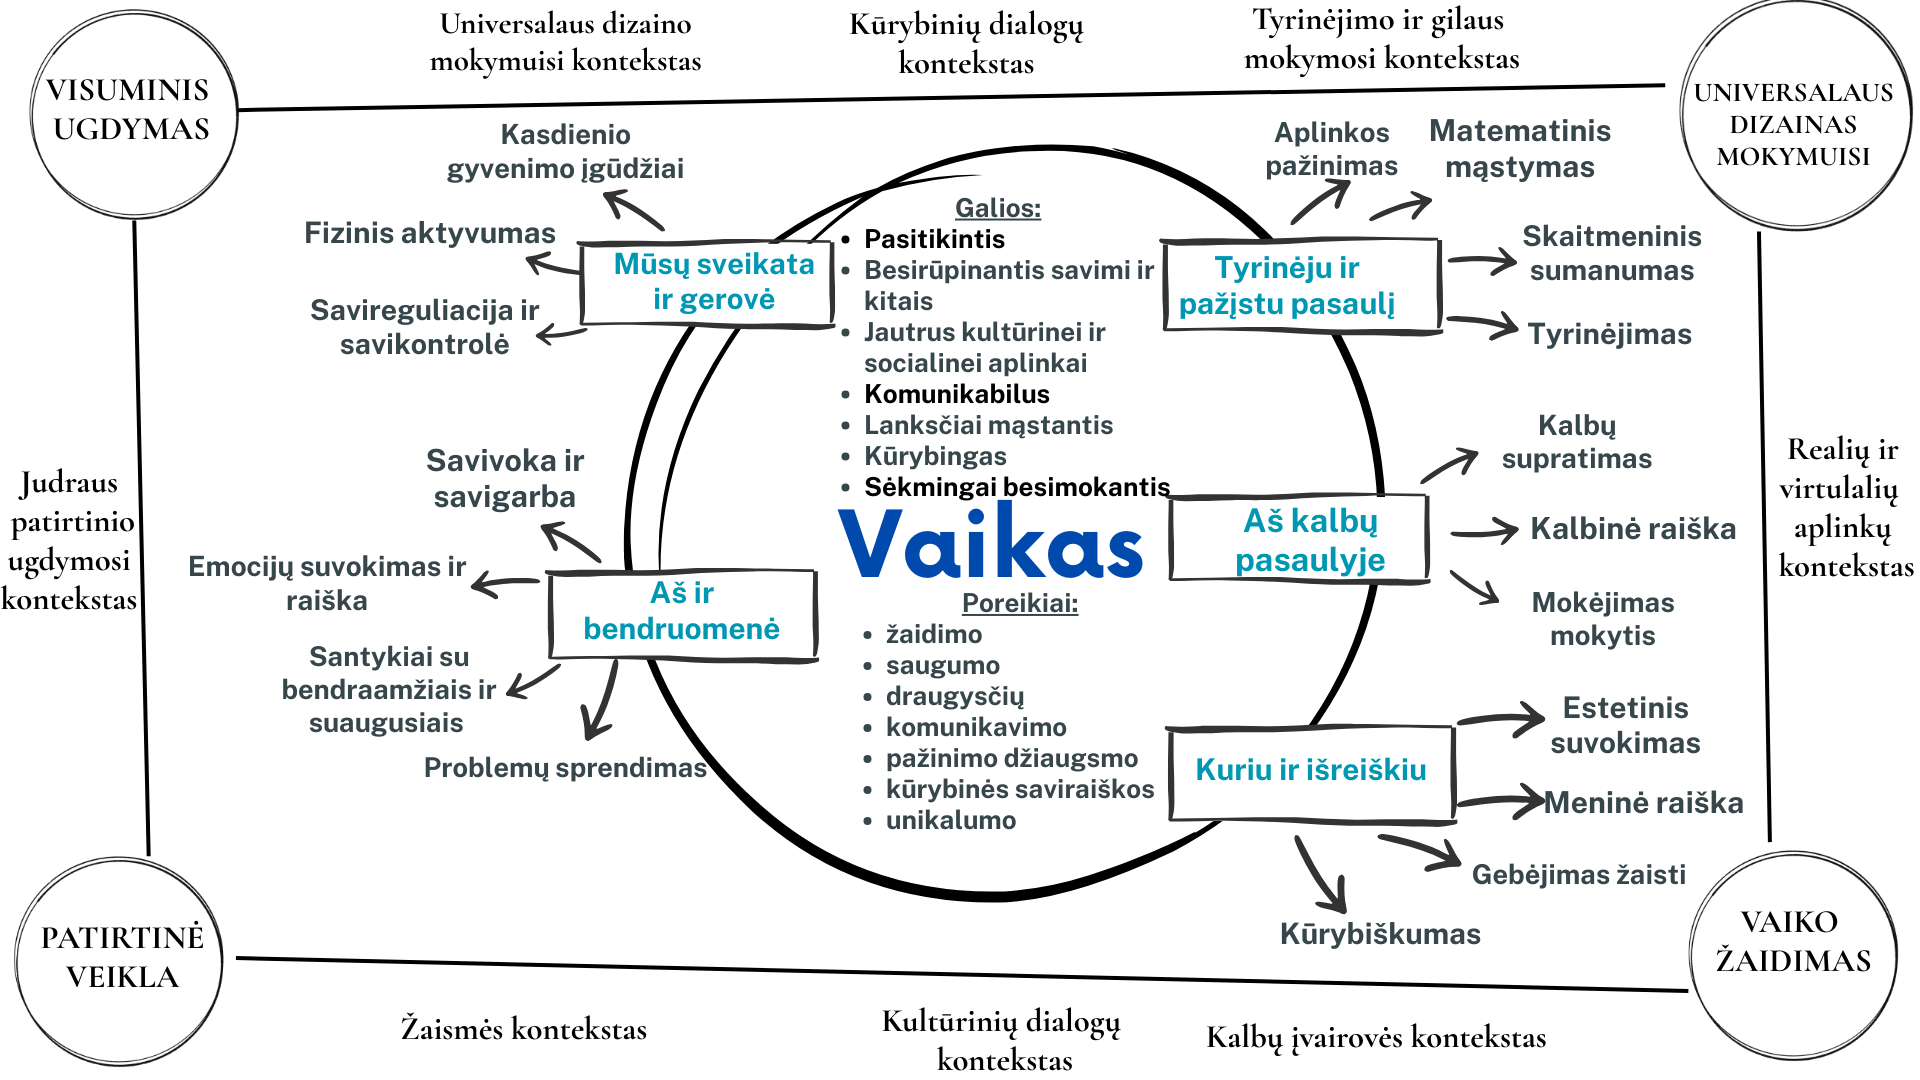 Universalaus dizaino
mokymuisi kontekstas
Kūrybinių dialogų
kontekstas
Tyrinėjimo ir gilaus
mokymosi kontekstas
VISUMINIS
UGDYMAS
UNIVERSALAUS
DIZAINAS
MOKYMUISI
Kasdienio
gyvenimo įgūdžiai
Fizinis aktyvumas
Savireguliacija ir
savikontrolė
Mūsų sveikata
ir gerovė
Galios:
• Pasitikintis
• Besirūpinantis savimi ir
kitais
• Jautrus kultūrinei ir
socialinei aplinkai
• Komunikabilus
• Lanksčiai mąstantis
• Kūrybingas
• Sėkmingai besimokantis
Aplinkos
pažinimas
Matematinis
mąstymas
Tyrinėju ir
pažįstu pasaulį
Skaitmeninis
sumanumas
Tyrinėjimas
Judraus
patirtinio
ugdymosi
kontekstas
Savivoka ir
savigarba
Emocijų suvokimas ir
raiška
Aš ir
bendruomenė
Santykiai su
bendraamžiais ir
suaugusiais
Problemų sprendimas
Vaikas
Poreikiai:
• žaidimo
• saugumo
• draugysčių
• komunikavimo
• pažinimo džiaugsmo
• kūrybinės saviraiškos
• unikalumo
Aš kalbų
pasaulyje
Kalbų
supratimas
Kalbinė raiška
Mokėjimas
mokytis
Realių ir
virtulalių
aplinkų
kontekstas
Kuriu ir išreiškiu
Estetinis
suvokimas
Meninė raiška
Gebėjimas žaisti
Kūrybiškumas
PATIRTINĖ
VEIKLA
VAIKO
ŽAIDIMAS
Žaismės kontekstas
Kultūrinių dialogų
kontekstas
Kalbų įvairovės kontekstas